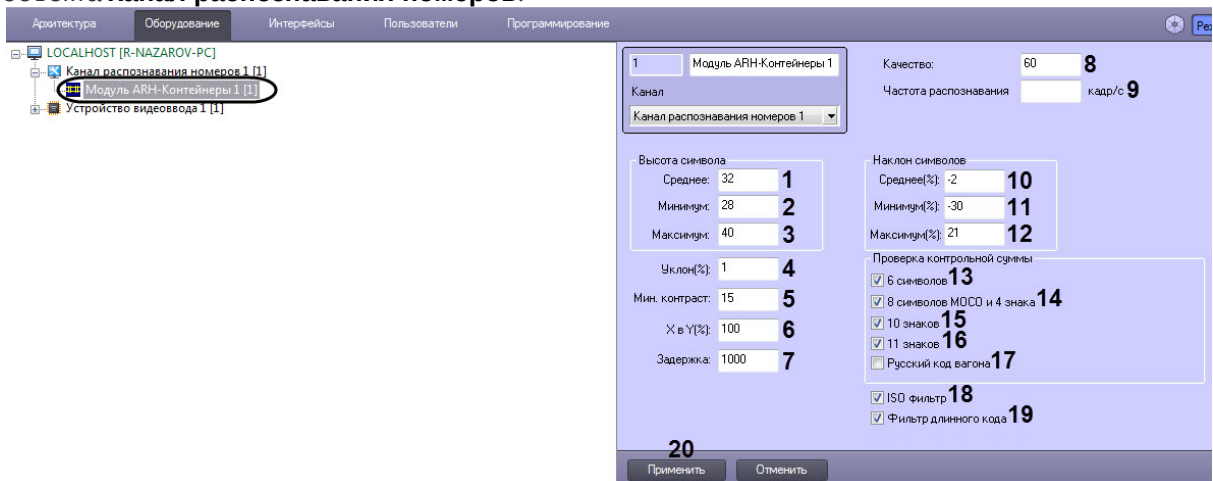 Канал распознавания номеров.
Архитектура Оборудование Интерфейсы Пользователи Программирование
LOCALHOST [R-NAZAROV-PC]
Канал распознавания номеров 1 [1]
Модуль ARH-Контейнеры 1 [1]
Устройство видеоввода 1 [1]
1 Модуль ARH-Контейнеры 1
Канал
Канал распознавания номеров 1
Качество: 60 8
Частота распознавания кадр/с 9
Высота символа
Среднее: 32 1
Минимум: 28 2
Максимум: 40 3
Уклон(%): 1 4
Мин. контраст: 15 5
X в Y(%): 100 6
Задержка: 1000 7
Наклон символов
Среднее(%): -2 10
Минимум(%): -30 11
Максимум(%): 21 12
Проверка контрольной суммы
6 символов 13
8 символов МОСО и 4 знака 14
10 знаков 15
11 знаков 16
Русский код вагона 17
ISO фильтр 18
Фильтр длинного кода 19
20
Применить Отменить